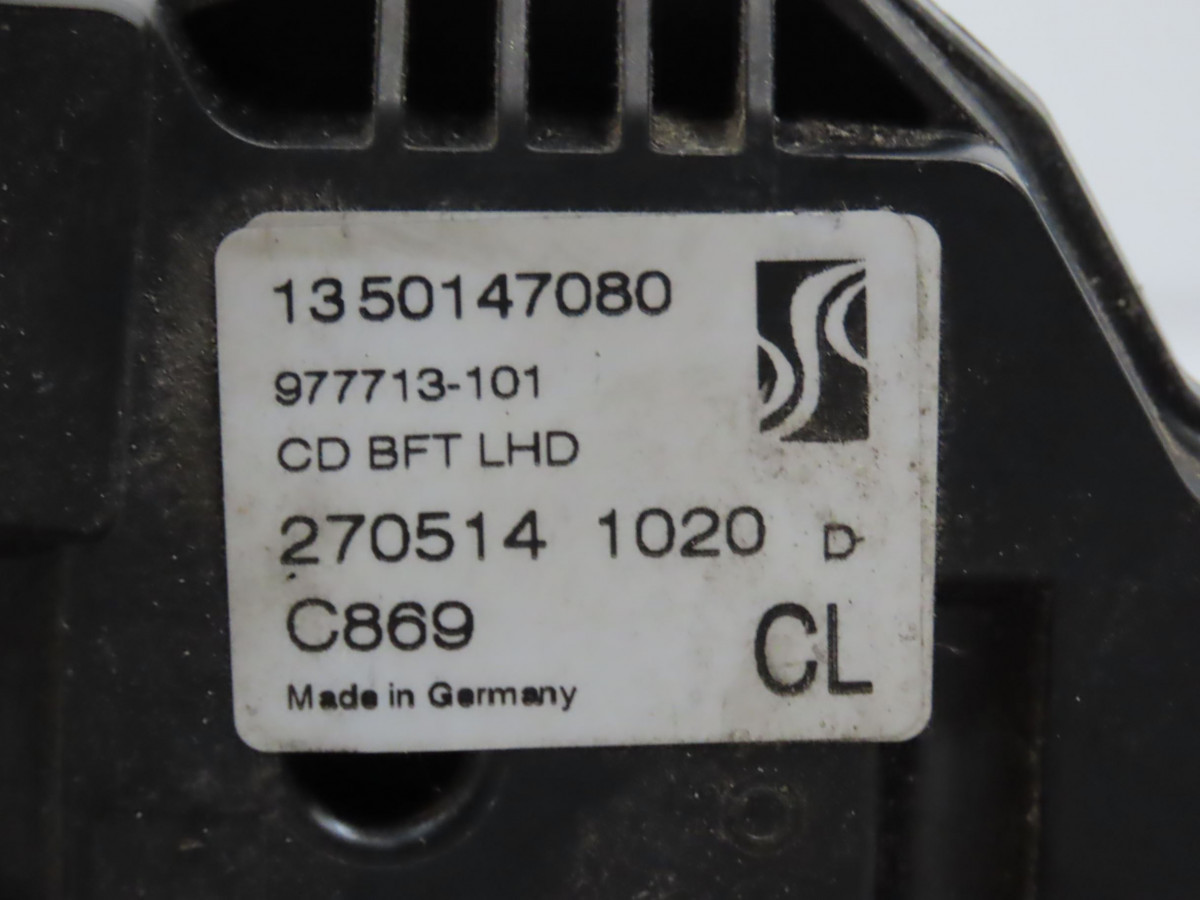 1350147080
977713-101
CD BFT LHD
270514 1020 D
C869
CL
Made in Germany